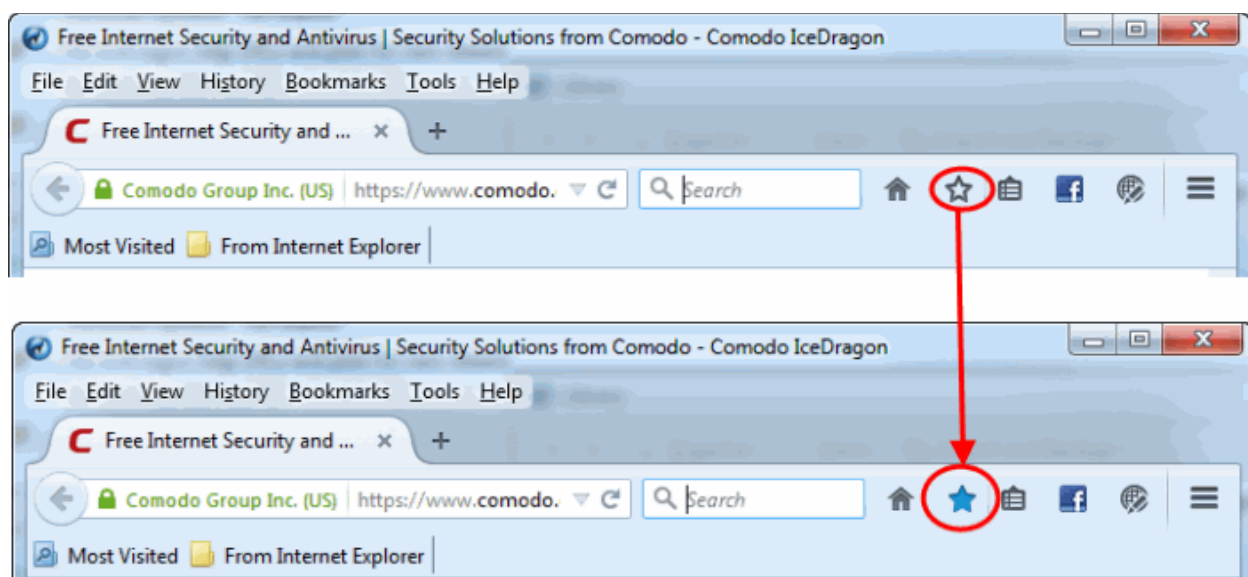 Free Internet Security and Antivirus | Security Solutions from Comodo - Comodo IceDragon
File Edit View History Bookmarks Tools Help
Free Internet Security and ...
Comodo Group Inc. (US) https://www.comodo. Search
Most Visited From Internet Explorer
Free Internet Security and Antivirus | Security Solutions from Comodo - Comodo IceDragon
File Edit View History Bookmarks Tools Help
Free Internet Security and ...
Comodo Group Inc. (US) https://www.comodo. Search
Most Visited From Internet Explorer